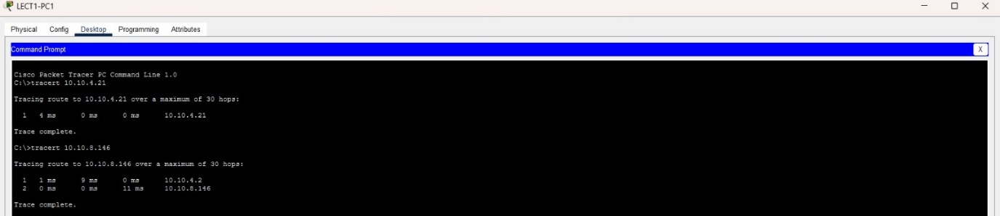 LECT1-PC1
Physical Config Desktop Programming Attributes
Command Prompt
X
Cisco Packet Tracer PC Command Line 1.0
C:\>tracert 10.10.4.21
Tracing route to 10.10.4.21 over a maximum of 30 hops:
1 4 ms 0 ms 0 ms 10.10.4.21
Trace complete.
C:\>tracert 10.10.8.146
Tracing route to 10.10.8.146 over a maximum of 30 hops:
1 1 ms 9 ms 0 ms 10.10.4.2
2 0 ms 0 ms 11 ms 10.10.8.146
Trace complete.